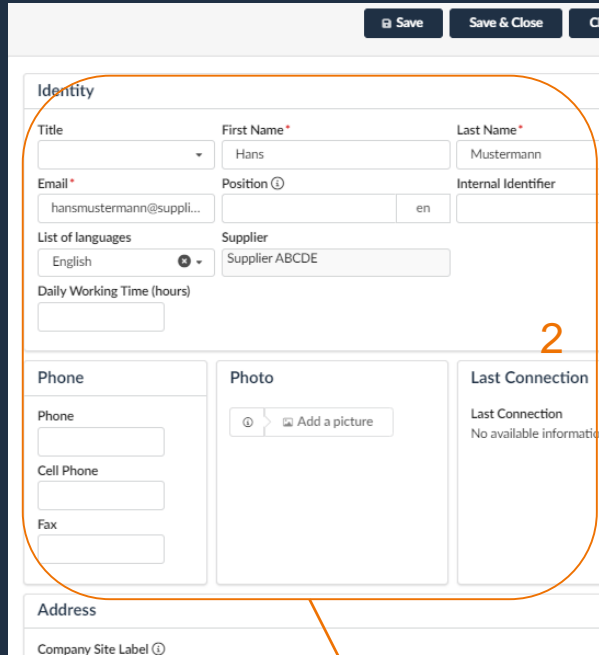 Save Save & Close
Identity
Title First Name* Last Name*
Hans Mustermann
Email* Position Internal Identifier
hansmustermann@suppli... en
List of languages Supplier
English Supplier ABCDE
Daily Working Time (hours)
2
Phone Photo Last Connection
Phone Add a picture Last Connection
No available informatio
Cell Phone
Fax
Address
Company Site Label